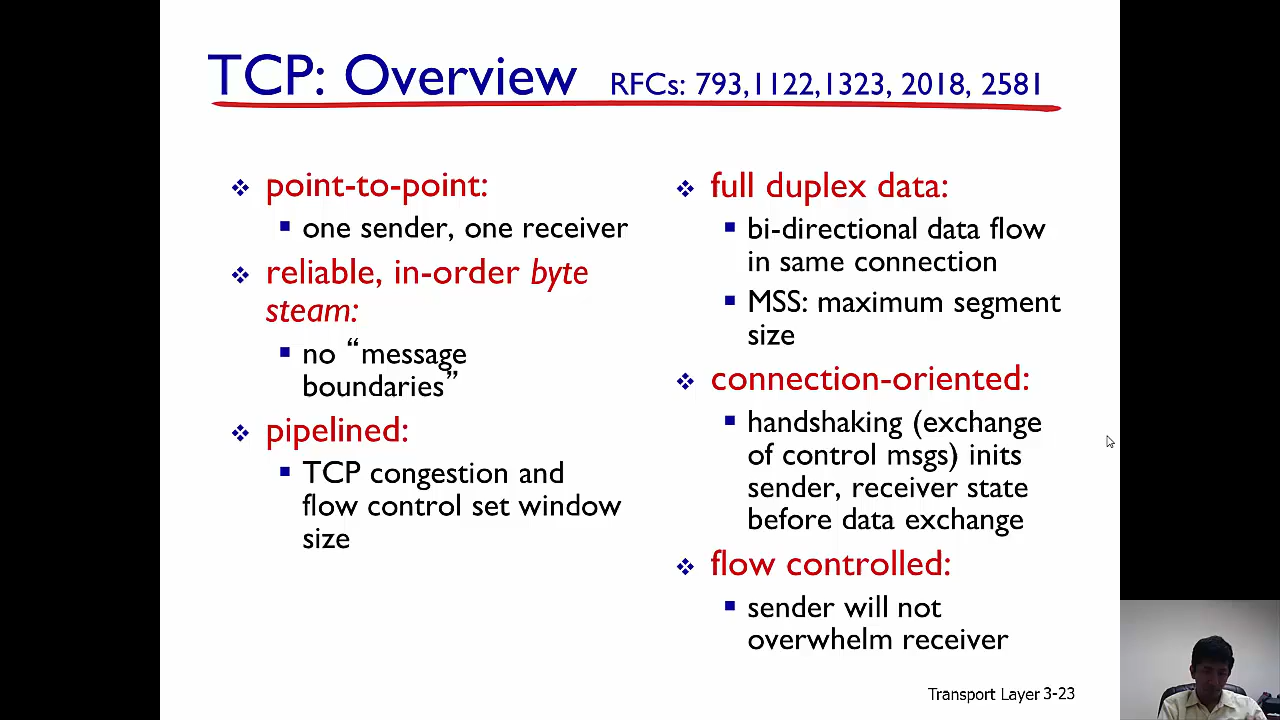 TCP: Overview RFCs: 793,1122,1323, 2018, 2581
point-to-point:
one sender, one receiver
reliable, in-order byte
steam:
no “message
boundaries”
pipelined:
TCP congestion and
flow control set window
size
full duplex data:
bi-directional data flow
in same connection
MSS: maximum segment
size
connection-oriented:
handshaking (exchange
of control msgs) inits
sender, receiver state
before data exchange
flow controlled:
sender will not
overwhelm receiver
Transport Layer 3-23